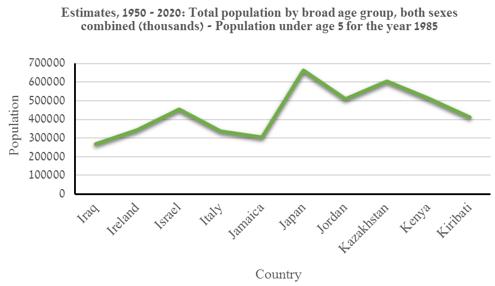 Estimates, 1950 - 2020: Total population by broad age group, both sexes
combined (thousands) - Population under age 5 for the year 1985
Population
700000
600000
500000
400000
300000
200000
100000
0
Iraq
Ireland
Israel
Italy
Jamaica
Japan
Jordan
Kazakhstan
Kenya
Kiribati
Country